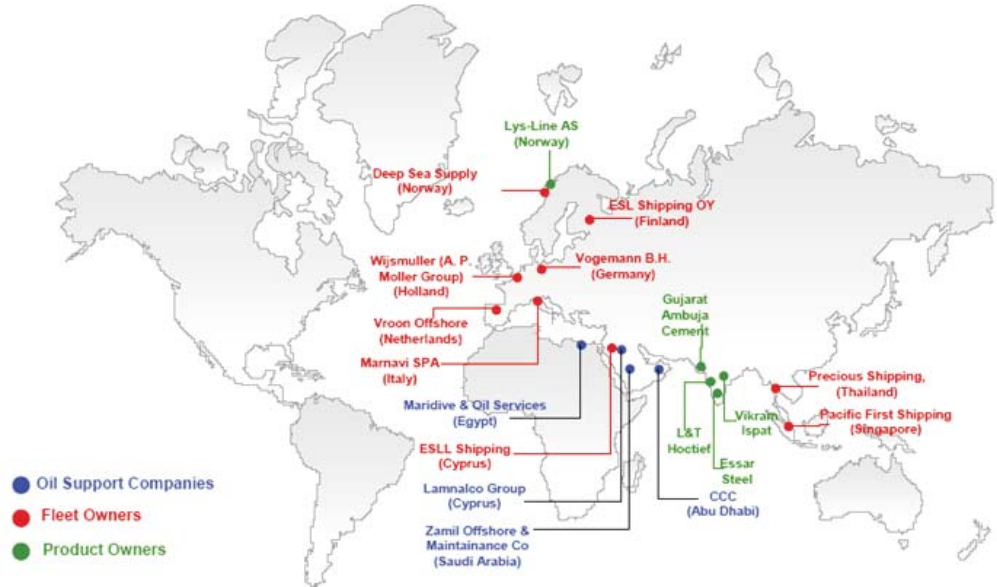 Lys-Line AS
(Norway)
Deep Sea Supply
(Norway)
ESL Shipping OY
(Finland)
Wijsmuller (A. P.
Moller Group)
(Holland)
Vogemann B.H.
(Germany)
Vroon Offshore
(Netherlands)
Gujarat
Ambuja
Cement
Marnavi SPA
(Italy)
Precious Shipping,
(Thailand)
Maridive & Oil Services
(Egypt)
Vikram
Ispat
Pacific First Shipping
(Singapore)
L&T
Hoctief
ESLL Shipping
(Cyprus)
Essar
Steel
Lamnalco Group
(Cyprus)
CCC
(Abu Dhabi)
Zamil Offshore &
Maintainance Co
(Saudi Arabia)
Oil Support Companies
Fleet Owners
Product Owners